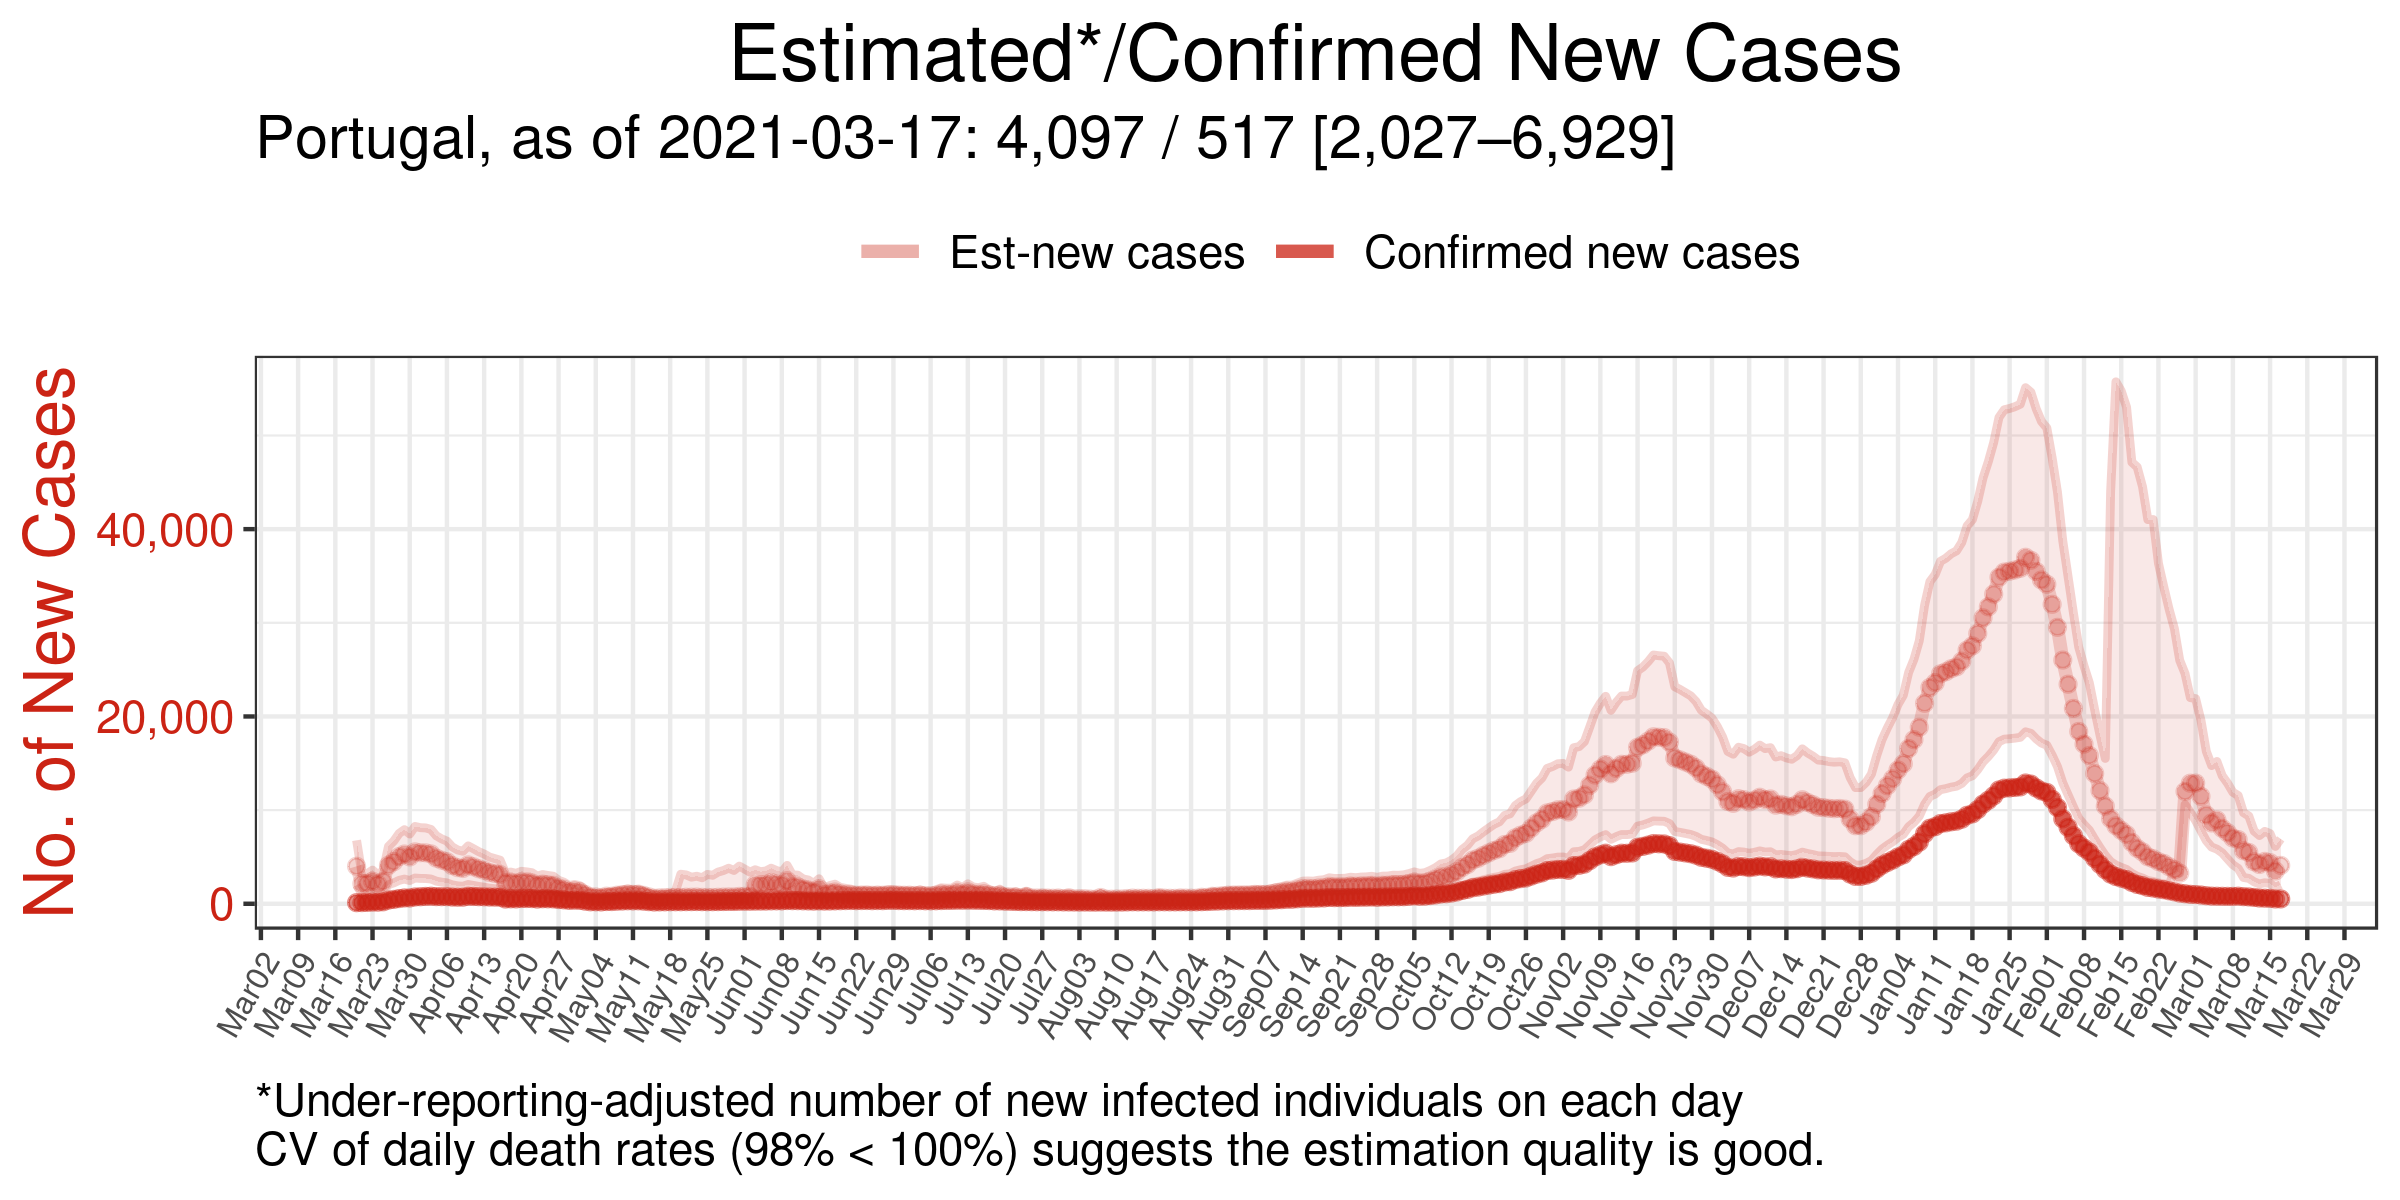 Estimated*/Confirmed New Cases
Portugal, as of 2021-03-17: 4,097 / 517 [2,027–6,929]
Est-new cases
Confirmed new cases
No. of New Cases
40,000
20,000
0
Mar02
Mar09
Mar16
Mar23
Mar30
Apr06
Apr13
Apr20
Apr27
May04
May11
May18
May25
Jun01
Jun08
Jun15
Jun22
Jun29
Jul06
Jul13
Jul20
Jul27
Aug03
Aug10
Aug17
Aug24
Aug31
Sep07
Sep14
Sep21
Sep28
Oct05
Oct12
Oct19
Oct26
Nov02
Nov09
Nov16
Nov23
Nov30
Dec07
Dec14
Dec21
Dec28
Jan04
Jan11
Jan18
Jan25
Feb01
Feb08
Feb15
Feb22
Mar01
Mar08
Mar15
Mar22
Mar29
*Under-reporting-adjusted number of new infected individuals on each day
CV of daily death rates (98% < 100%) suggests the estimation quality is good.